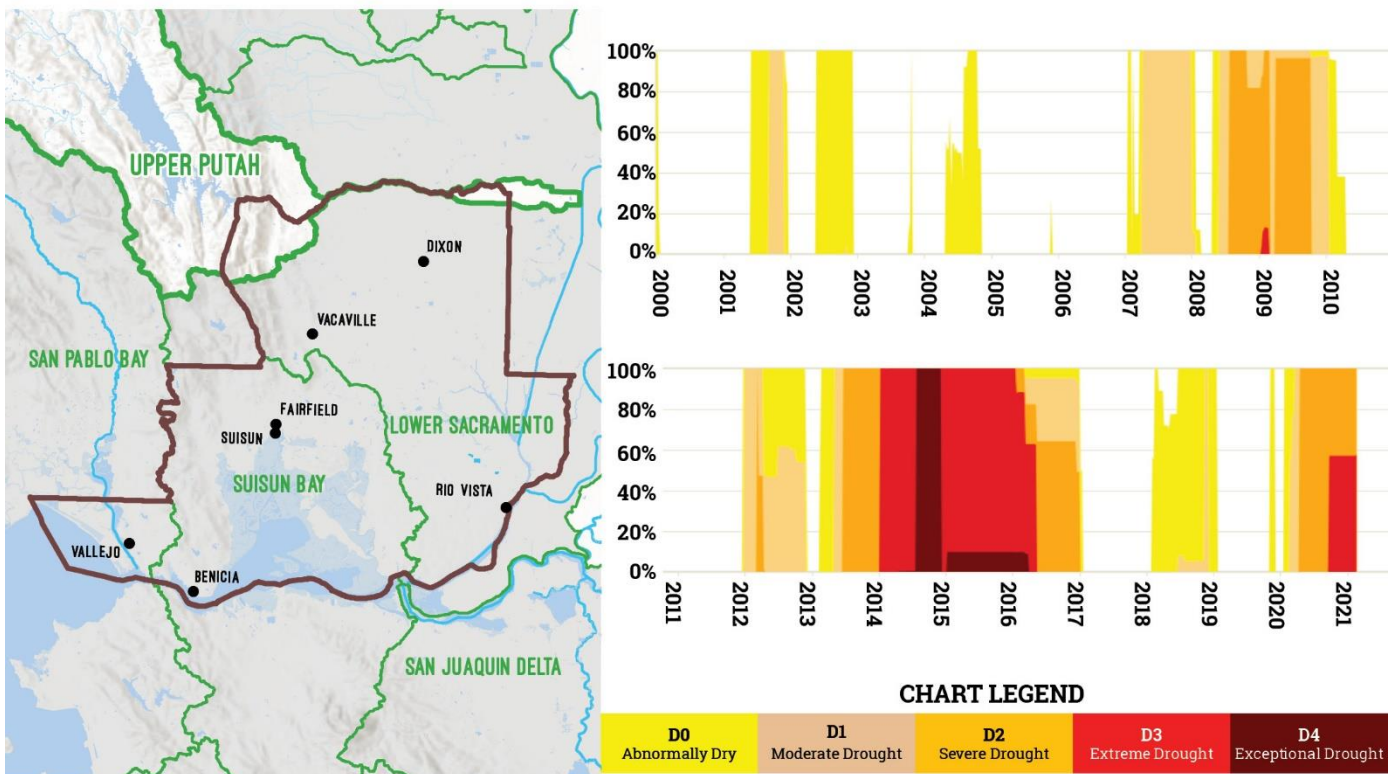 UPPER PUTAH
DIXON
VACAVILLE
SAN PABLO BAY
FAIRFIELD
SUISUN
LOWER SACRAMENTO
SUISUN BAY
RIO VISTA
VALLEJO
BENICIA
SAN JUAQUIN DELTA
100%
80%
60%
40%
20%
0%
2000
2001
2002
2003
2004
2005
2006
2007
2008
2009
2010
100%
80%
60%
40%
20%
0%
2011
2012
2013
2014
2015
2016
2017
2018
2019
2020
2021
CHART LEGEND
D0
Abnormally Dry
D1
Moderate Drought
D2
Severe Drought
D3
Extreme Drought
D4
Exceptional Drought